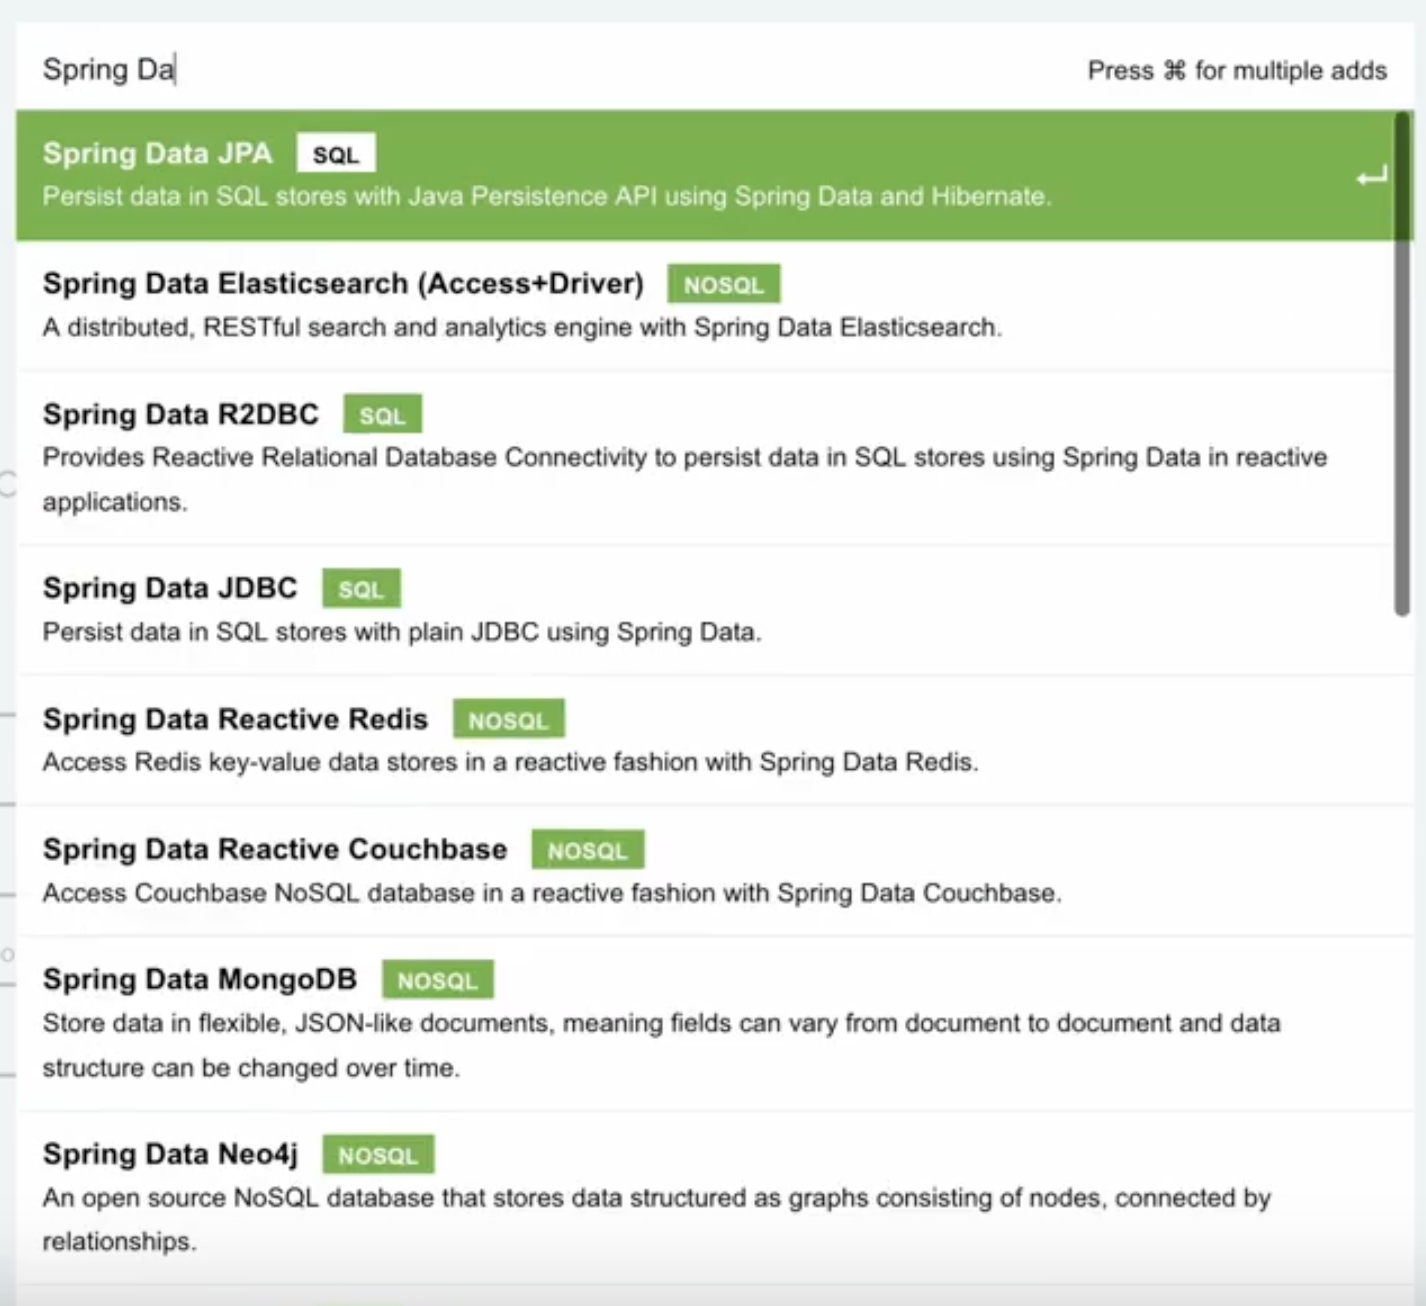 Spring Da
Press ⌘ for multiple adds
Spring Data JPA SQL
Persist data in SQL stores with Java Persistence API using Spring Data and Hibernate.
Spring Data Elasticsearch (Access+Driver) NOSQL
A distributed, RESTful search and analytics engine with Spring Data Elasticsearch.
Spring Data R2DBC SQL
Provides Reactive Relational Database Connectivity to persist data in SQL stores using Spring Data in reactive
applications.
Spring Data JDBC SQL
Persist data in SQL stores with plain JDBC using Spring Data.
Spring Data Reactive Redis NOSQL
Access Redis key-value data stores in a reactive fashion with Spring Data Redis.
Spring Data Reactive Couchbase NOSQL
Access Couchbase NoSQL database in a reactive fashion with Spring Data Couchbase.
Spring Data MongoDB NOSQL
Store data in flexible, JSON-like documents, meaning fields can vary from document to document and data
structure can be changed over time.
Spring Data Neo4j NOSQL
An open source NoSQL database that stores data structured as graphs consisting of nodes, connected by
relationships.